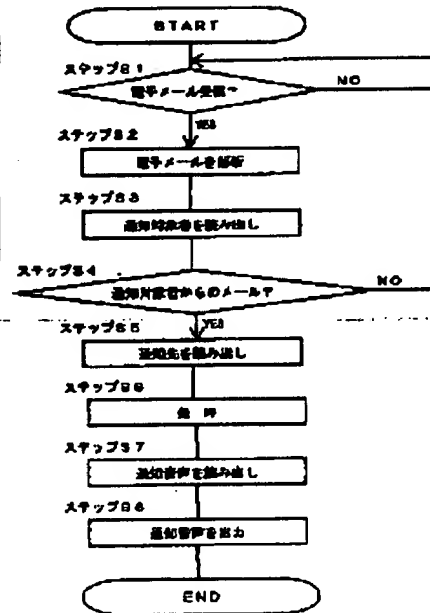 START
ステップS1
電子メール受信?
NO
YES
ステップS2
電子メールを
ステップS3
通知対象者を読み出し
ステップS4
通知対象者からのメール?
NO
YES
ステップS5
通知先を読み出し
ステップS6
ステップS7
通知音声を読み出し
ステップS8
通知音声を出力
END